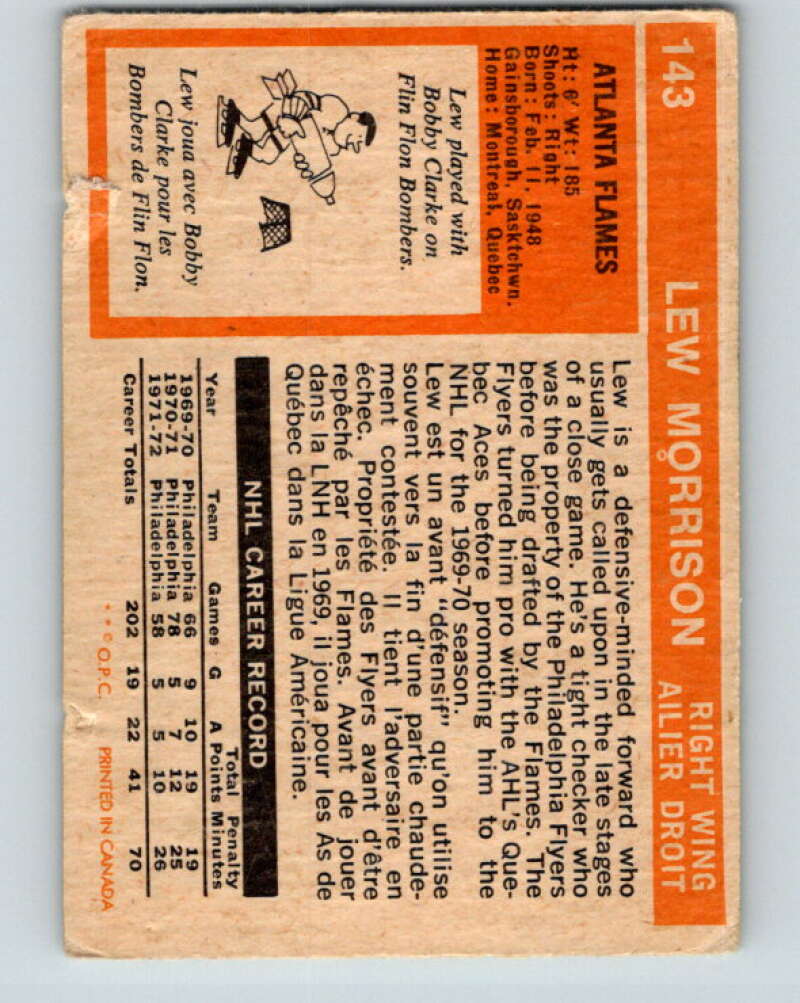 143 LEW MORRISON RIGHT WING
AILIER DROIT
ATLANTA FLAMES
Ht: 6' Wt: 185
Shoots: Right
Born: Feb. 11, 1948
Gainsborough, Sasktchwn.
Home: Montreal, Quebec
Lew played with
Bobby Clarke on
Flin Flon Bombers.
Lew joua avec Bobby
Clarke pour les
Bombers de Flin Flon.
Lew is a defensive-minded forward who
usually gets called upon in the late stages
of a close game. He's a tight checker who
was the property of the Philadelphia Flyers
before being drafted by the Flames. The
Flyers turned him pro with the AHL's Que-
bec Aces before promoting him to the
NHL for the 1969-70 season.
Lew est un avant "défensif" qu'on utilise
souvent vers la fin d'une partie chaude-
ment contestée. Il tient l'adversaire en
échec. Propriété des Flyers avant d'être
repêché par les Flames. Avant de jouer
dans la LNH en 1969, il joua pour les As de
Québec dans la Ligue Américaine.
NHL CAREER RECORD
Total Penalty
Year Team Games G A Points Minutes
1969-70 Philadelphia 66 9 10 19 19
1970-71 Philadelphia 78 5 7 12 25
1971-72 Philadelphia 58 5 5 10 26
Career Totals 202 19 22 41 70
* * © O.P.C. PRINTED IN CANADA